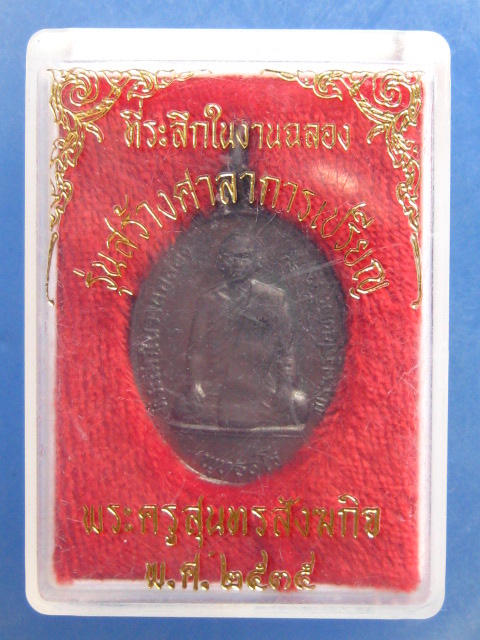 ที่ระลึกในงานฉลอง
รุ่นสร้างศาลาการเปรียญ
พระครูสุนทรสังฆกิจ
พ.ศ. ๒๕๓๕